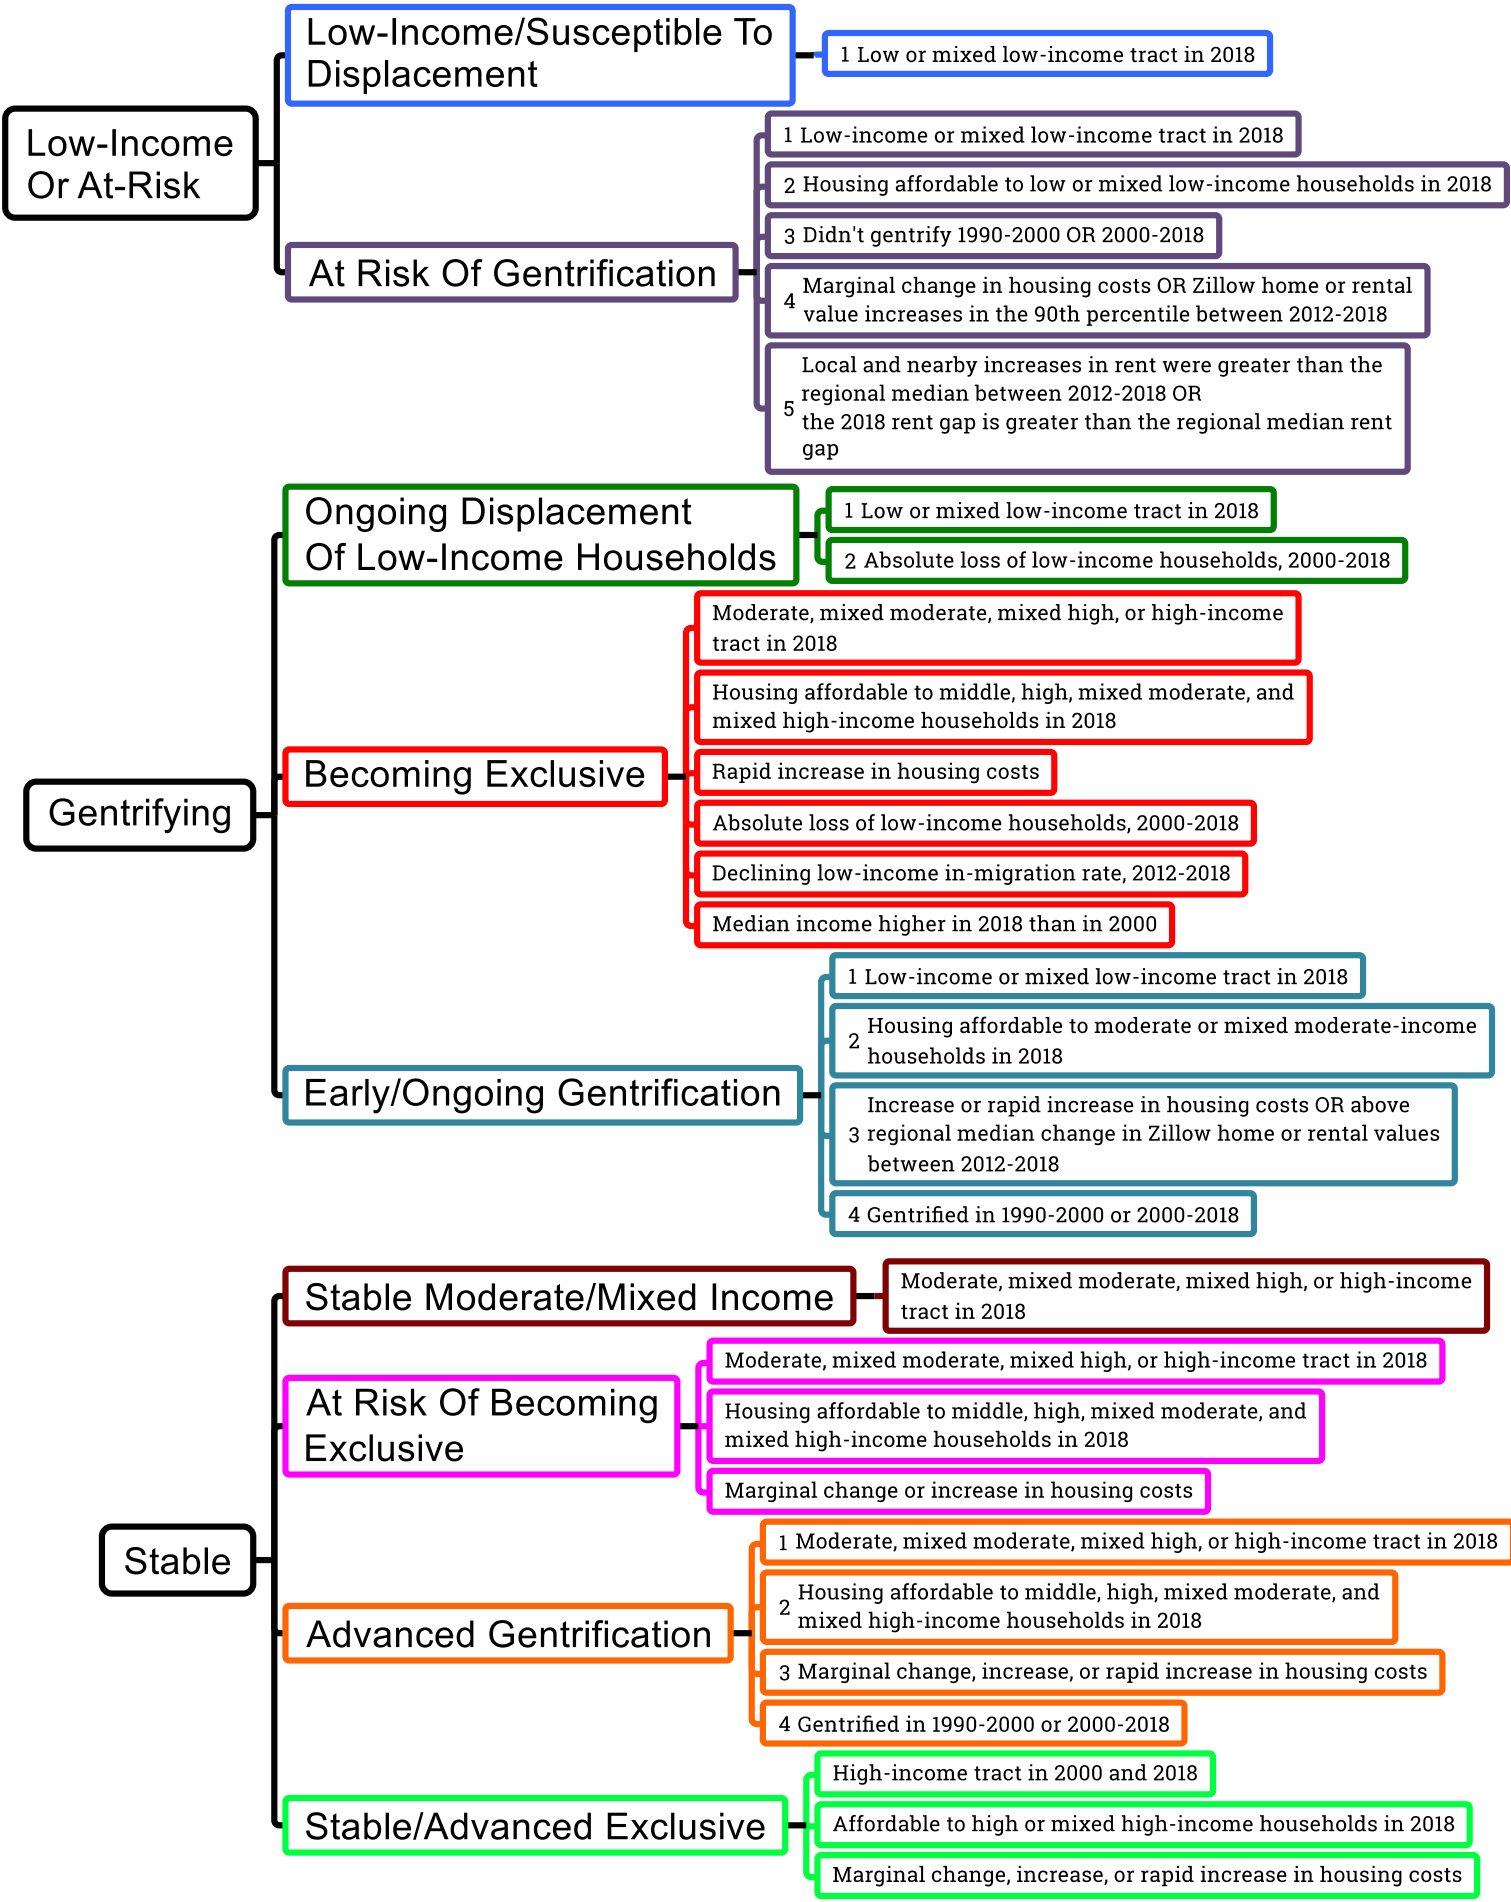 Low-Income
Or At-Risk
Low-Income/Susceptible To
Displacement
1 Low or mixed low-income tract in 2018
At Risk Of Gentrification
1 Low-income or mixed low-income tract in 2018
2 Housing affordable to low or mixed low-income households in 2018
3 Didn't gentrify 1990-2000 OR 2000-2018
4 Marginal change in housing costs OR Zillow home or rental
value increases in the 90th percentile between 2012-2018
5 Local and nearby increases in rent were greater than the
regional median between 2012-2018 OR
the 2018 rent gap is greater than the regional median rent
gap
Gentrifying
Ongoing Displacement
Of Low-Income Households
1 Low or mixed low-income tract in 2018
2 Absolute loss of low-income households, 2000-2018
Becoming Exclusive
Moderate, mixed moderate, mixed high, or high-income
tract in 2018
Housing affordable to middle, high, mixed moderate, and
mixed high-income households in 2018
Rapid increase in housing costs
Absolute loss of low-income households, 2000-2018
Declining low-income in-migration rate, 2012-2018
Median income higher in 2018 than in 2000
Early/Ongoing Gentrification
1 Low-income or mixed low-income tract in 2018
2 Housing affordable to moderate or mixed moderate-income
households in 2018
3 Increase or rapid increase in housing costs OR above
regional median change in Zillow home or rental values
between 2012-2018
4 Gentrified in 1990-2000 or 2000-2018
Stable
Stable Moderate/Mixed Income
Moderate, mixed moderate, mixed high, or high-income
tract in 2018
At Risk Of Becoming
Exclusive
Moderate, mixed moderate, mixed high, or high-income tract in 2018
Housing affordable to middle, high, mixed moderate, and
mixed high-income households in 2018
Marginal change or increase in housing costs
Advanced Gentrification
1 Moderate, mixed moderate, mixed high, or high-income tract in 2018
2 Housing affordable to middle, high, mixed moderate, and
mixed high-income households in 2018
3 Marginal change, increase, or rapid increase in housing costs
4 Gentrified in 1990-2000 or 2000-2018
Stable/Advanced Exclusive
High-income tract in 2000 and 2018
Affordable to high or mixed high-income households in 2018
Marginal change, increase, or rapid increase in housing costs